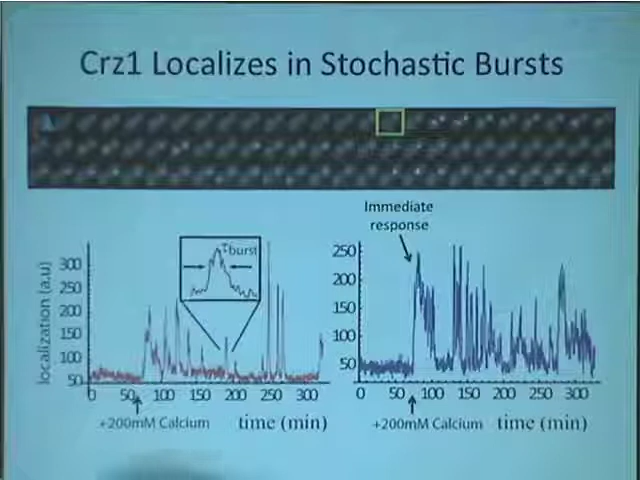 Crz1 Localizes in Stochastic Bursts
Immediate
response
τburst
localization (a.u)
300
250
200
150
100
50
0 50 100 150 200 250 300
+200mM Calcium
time (min)
250
200
150
100
50
0 50 100 150 200 250 300
+200mM Calcium
time (min)